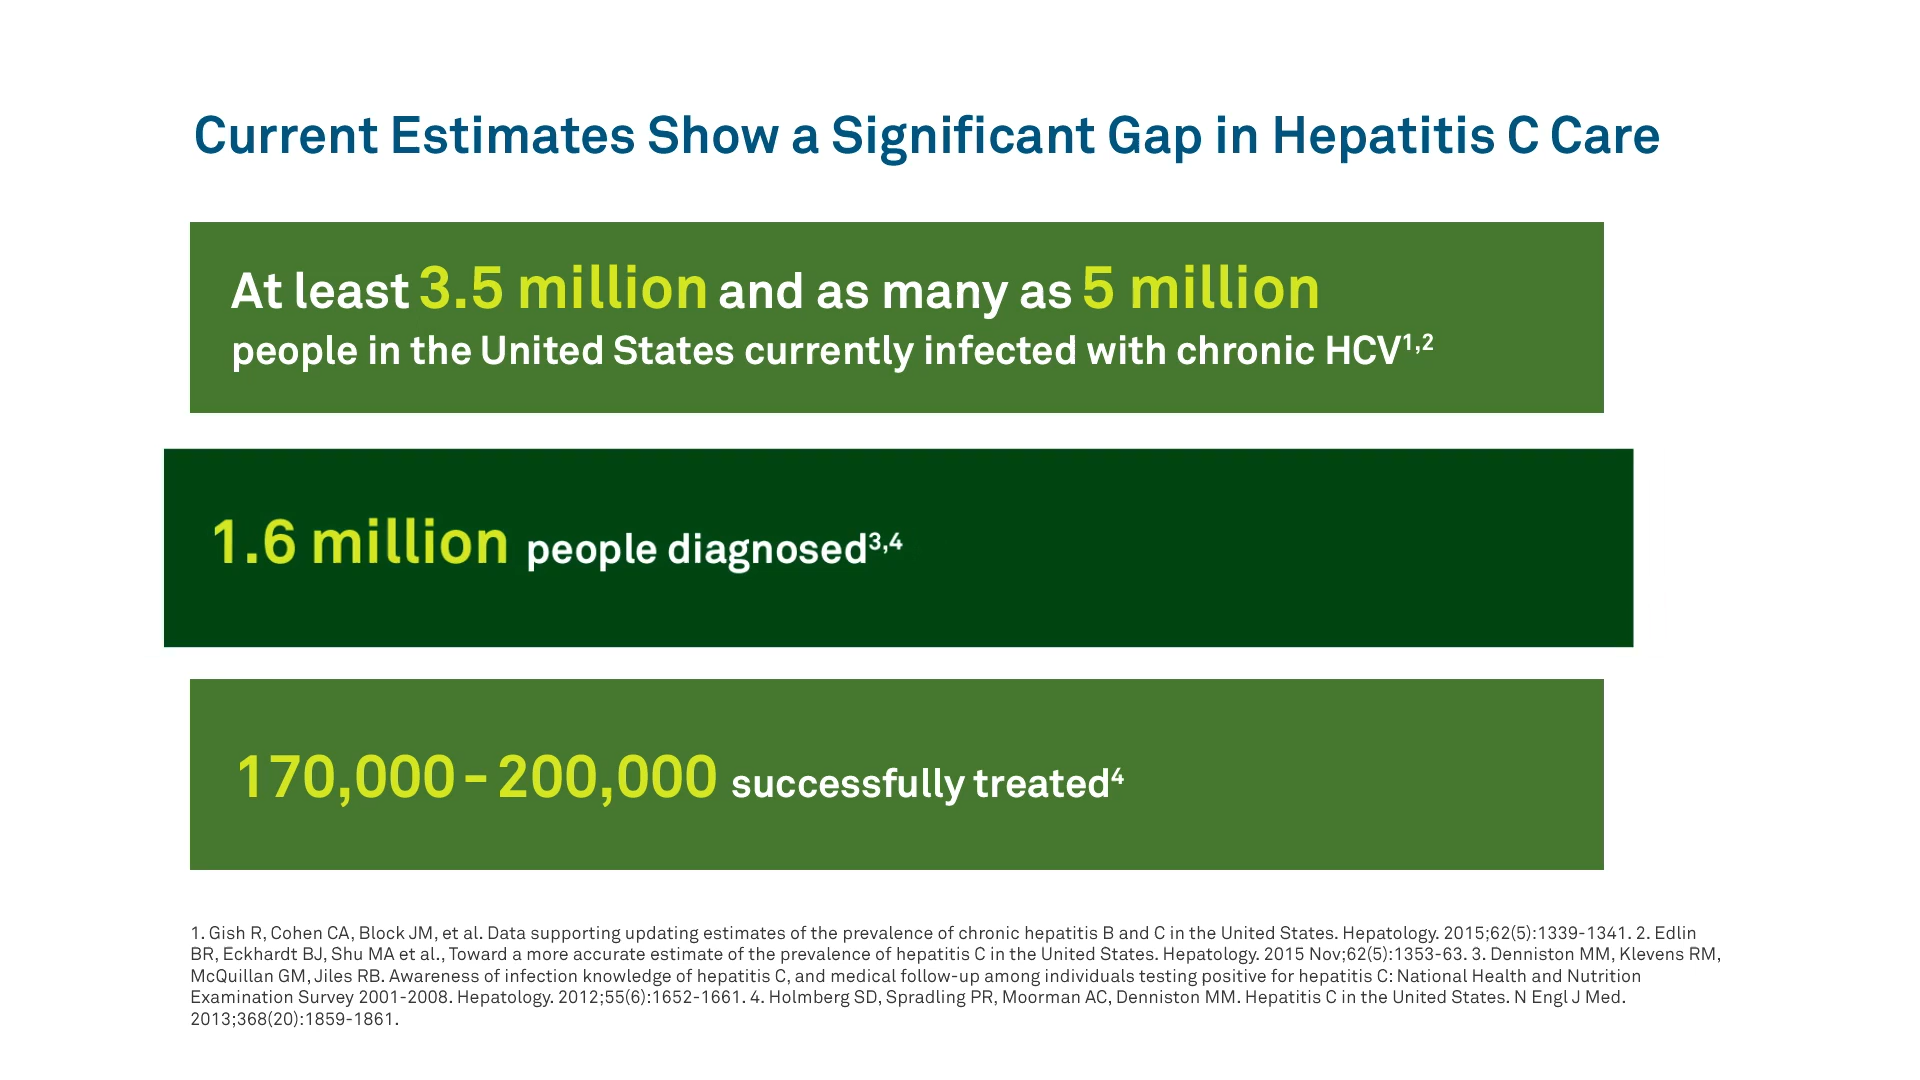 Current Estimates Show a Significant Gap in Hepatitis C Care
At least 3.5 million and as many as 5 million
people in the United States currently infected with chronic HCV1,2
1.6 million people diagnosed3,4
170,000 - 200,000 successfully treated4
1. Gish R, Cohen CA, Block JM, et al. Data supporting updating estimates of the prevalence of chronic hepatitis B and C in the United States. Hepatology. 2015;62(5):1339-1341. 2. Edlin
BR, Eckhardt BJ, Shu MA et al., Toward a more accurate estimate of the prevalence of hepatitis C in the United States. Hepatology. 2015 Nov;62(5):1353-63. 3. Denniston MM, Klevens RM,
McQuillan GM, Jiles RB. Awareness of infection knowledge of hepatitis C, and medical follow-up among individuals testing positive for hepatitis C: National Health and Nutrition
Examination Survey 2001-2008. Hepatology. 2012;55(6):1652-1661. 4. Holmberg SD, Spradling PR, Moorman AC, Denniston MM. Hepatitis C in the United States. N Engl J Med.
2013;368(20):1859-1861.